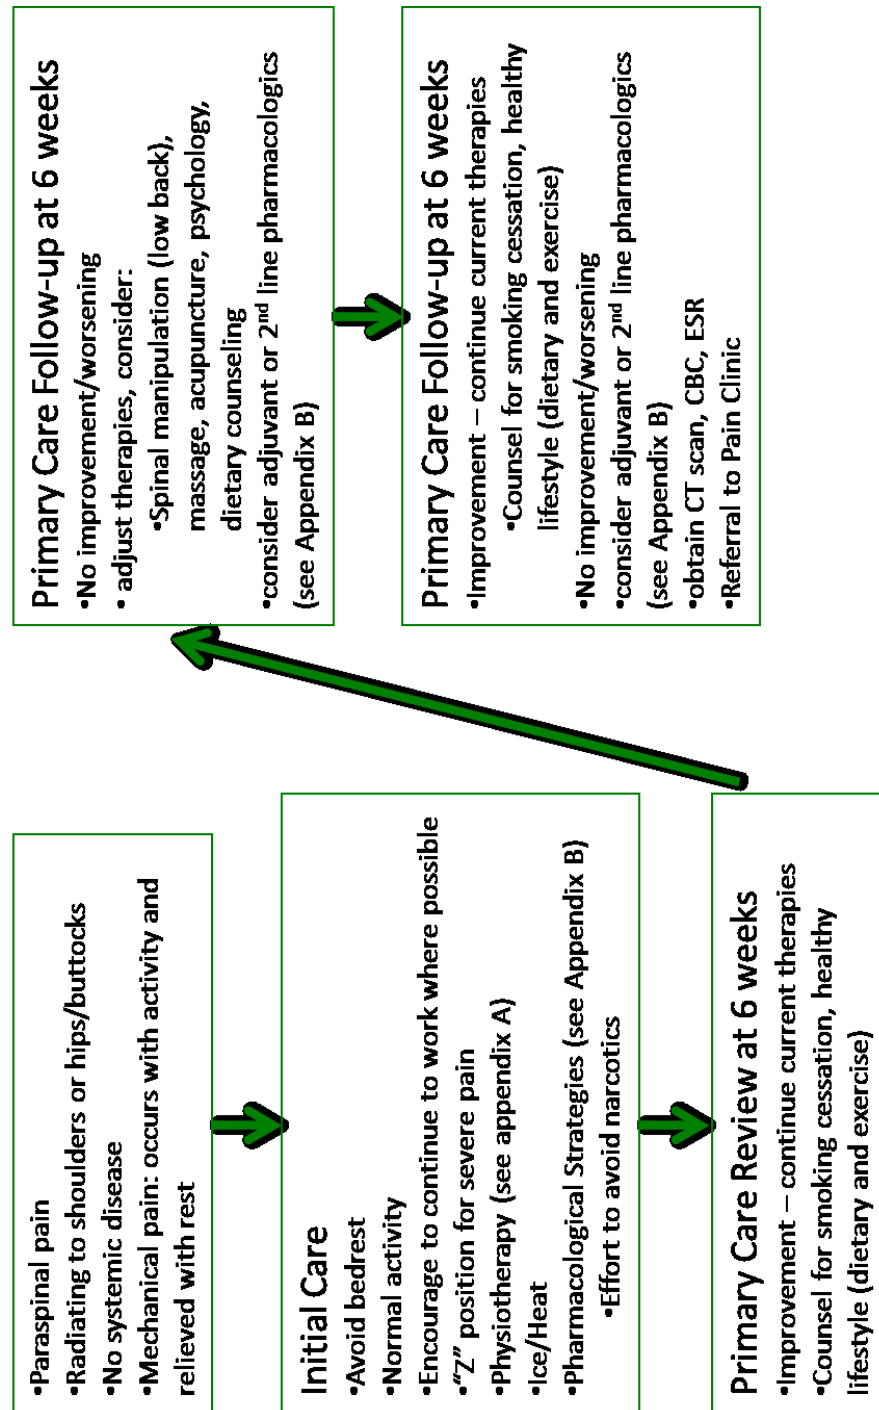 •Paraspinal pain
•Radiating to shoulders or hips/buttocks
•No systemic disease
•Mechanical pain: occurs with activity and
relieved with rest
Initial Care
•Avoid bedrest
•Normal activity
•Encourage to continue to work where possible
•“Z” position for severe pain
•Physiotherapy (see appendix A)
•Ice/Heat
•Pharmacological Strategies (see Appendix B)
•Effort to avoid narcotics
Primary Care Review at 6 weeks
•Improvement – continue current therapies
•Counsel for smoking cessation, healthy
lifestyle (dietary and exercise)
Primary Care Follow-up at 6 weeks
•No improvement/worsening
• adjust therapies, consider:
•Spinal manipulation (low back),
massage, acupuncture, psychology,
dietary counseling
•consider adjuvant or 2nd line pharmacologics
(see Appendix B)
Primary Care Follow-up at 6 weeks
•Improvement – continue current therapies
•Counsel for smoking cessation, healthy
lifestyle (dietary and exercise)
•No improvement/worsening
•consider adjuvant or 2nd line pharmacologics
(see Appendix B)
•obtain CT scan, CBC, ESR
•Referral to Pain Clinic